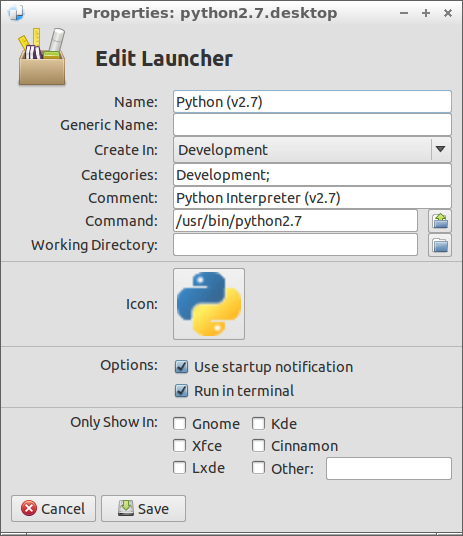 Properties: python2.7.desktop
Edit Launcher
Name: Python (v2.7)
Generic Name:
Create In: Development
Categories: Development;
Comment: Python Interpreter (v2.7)
Command: /usr/bin/python2.7
Working Directory:
Icon:
Options: Use startup notification
Run in terminal
Only Show In: Gnome Kde
Xfce Cinnamon
Lxde Other:
Cancel Save